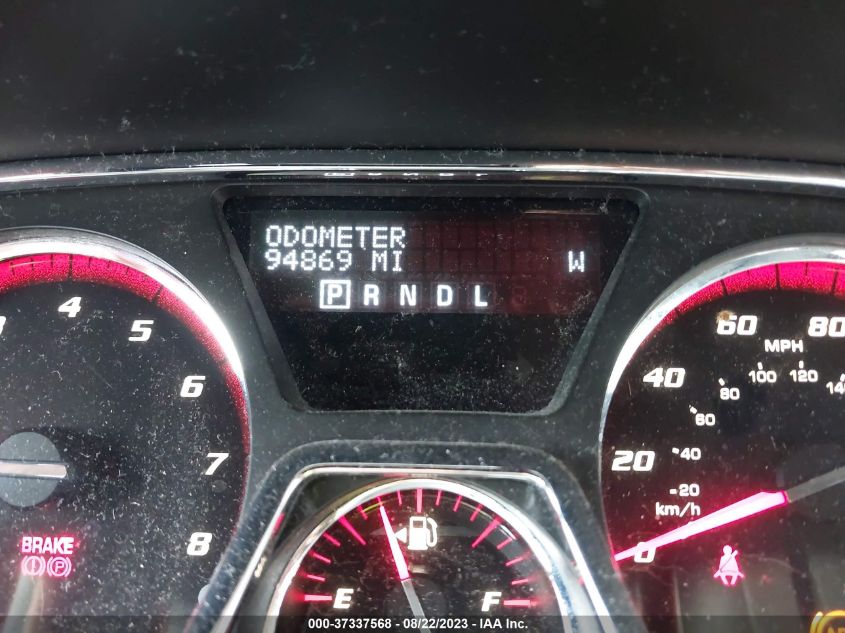 ODOMETER
94869 MI W
P R N D L
4 5 6 7 8
BRAKE
P
E F
0 20 40 60 80
MPH
20 40 60 80 100 120
km/h
000-37337568 - 08/22/2023 - IAA Inc.